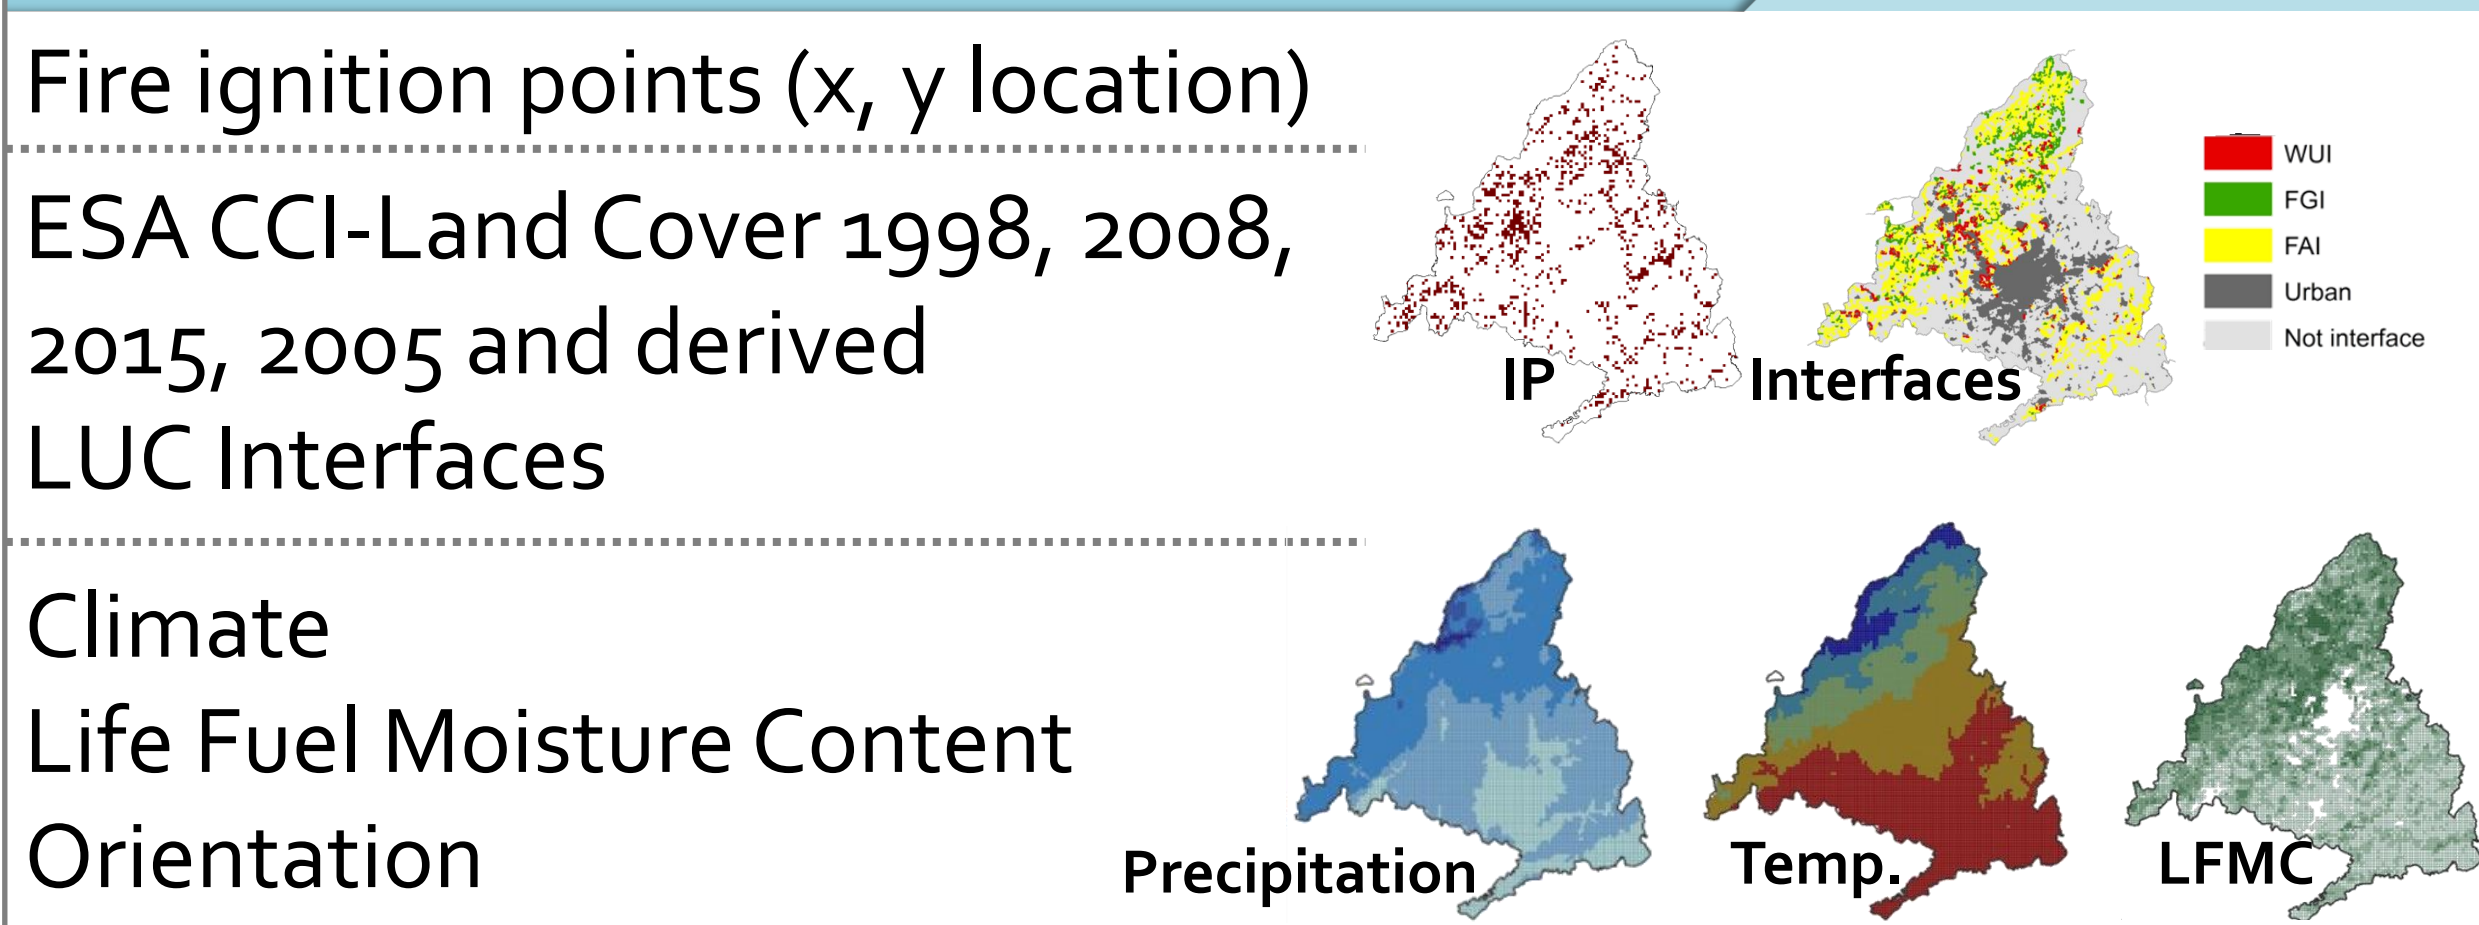 Fire ignition points (x, y location)
ESA CCI-Land Cover 1998, 2008,
2015, 2005 and derived
LUC Interfaces
IP
Interfaces
WUI
FGI
FAI
Urban
Not interface
Climate
Life Fuel Moisture Content
Orientation
Precipitation
Temp.
LFMC